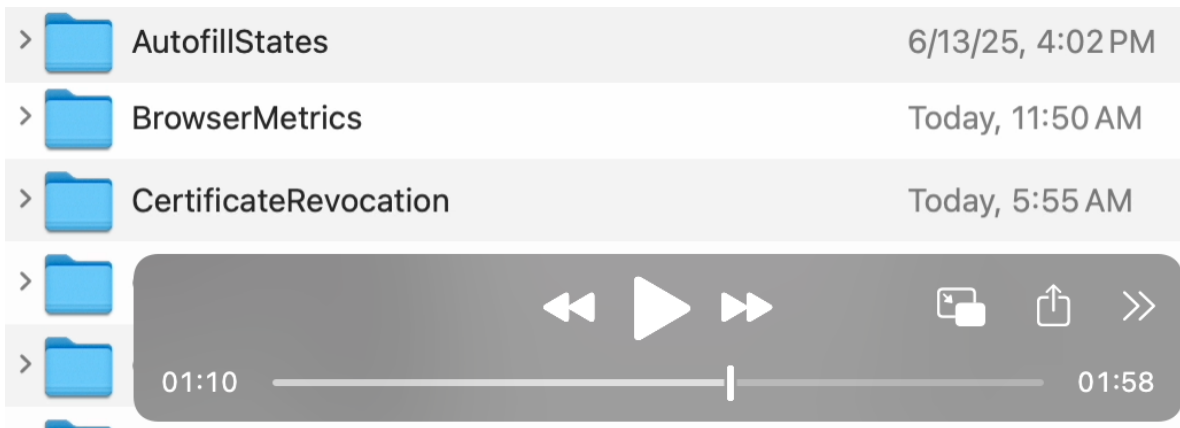 AutofillStates 6/13/25, 4:02 PM
BrowserMetrics Today, 11:50 AM
CertificateRevocation Today, 5:55 AM
01:10 01:58